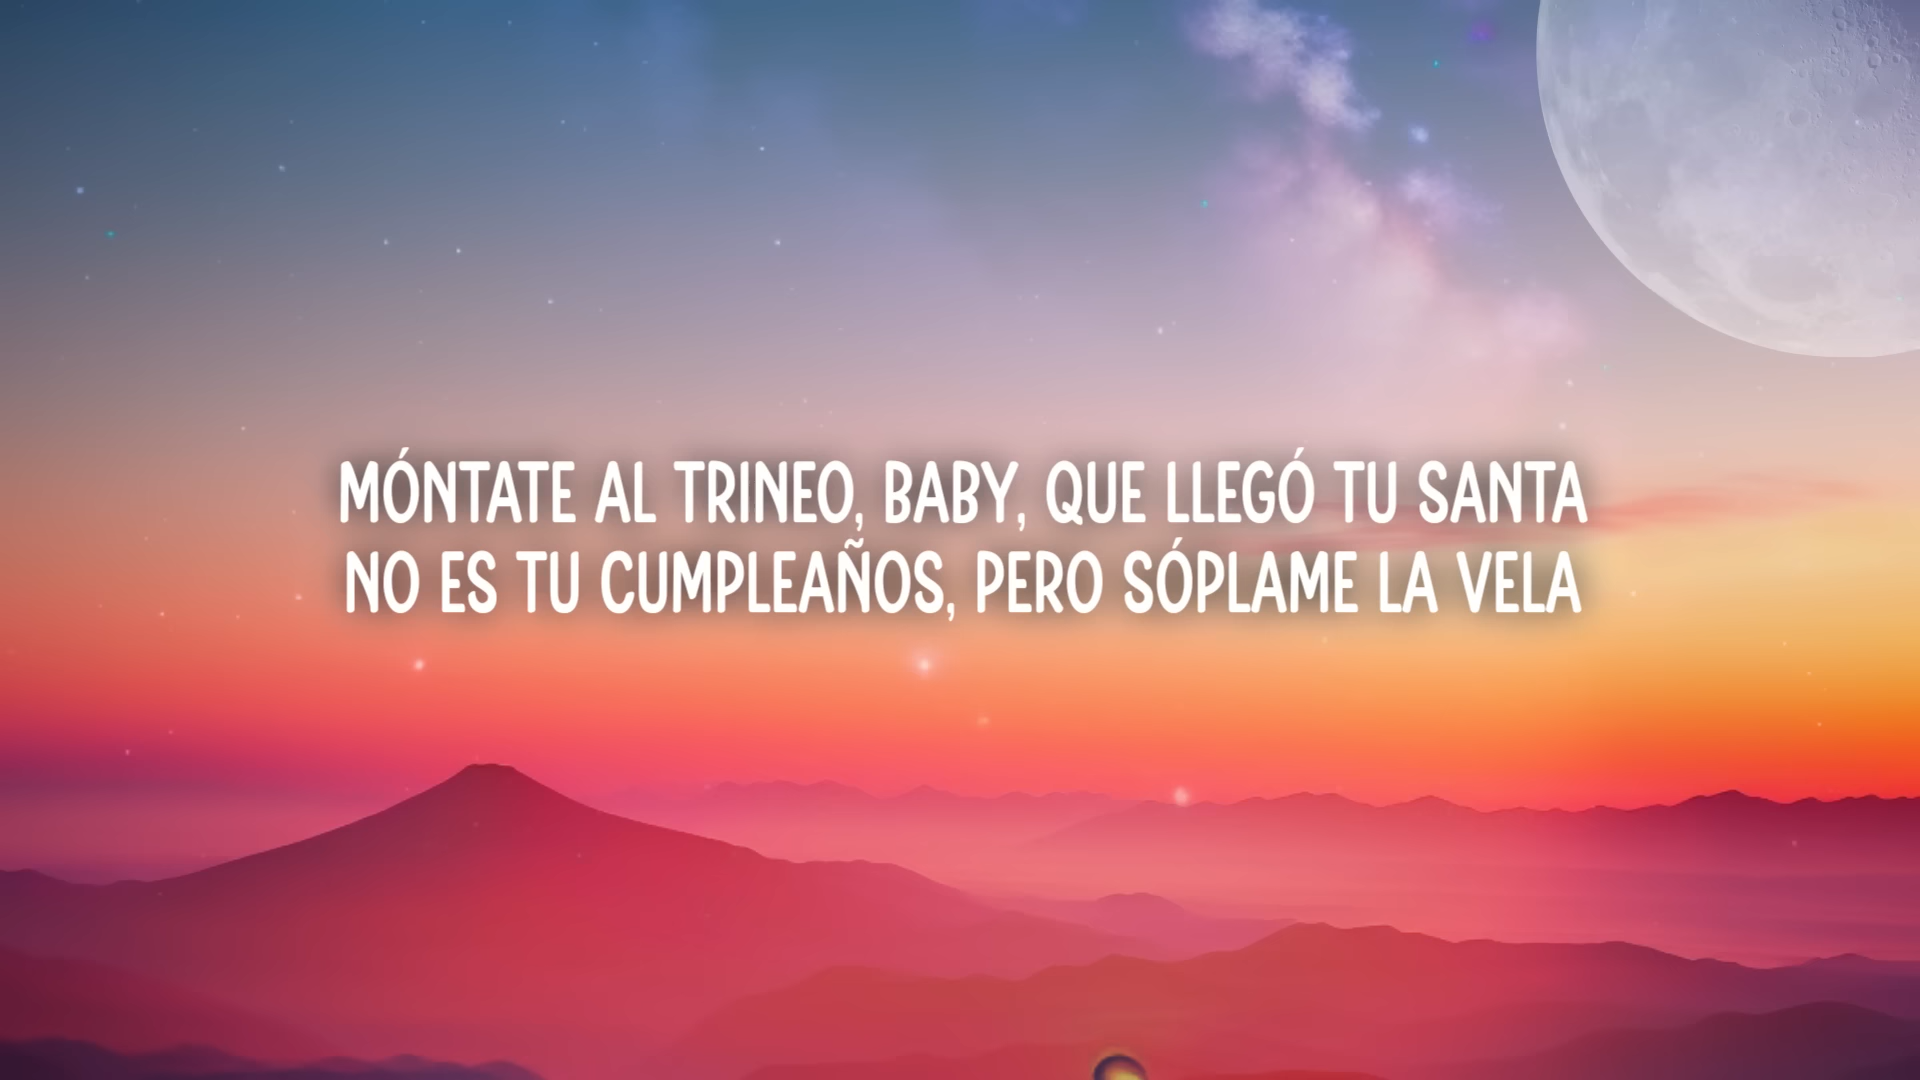 MÓNTATE AL TRINEO, BABY, QUE LLEGÓ TU SANTA
NO ES TU CUMPLEAÑOS, PERO SÓPLAME LA VELA